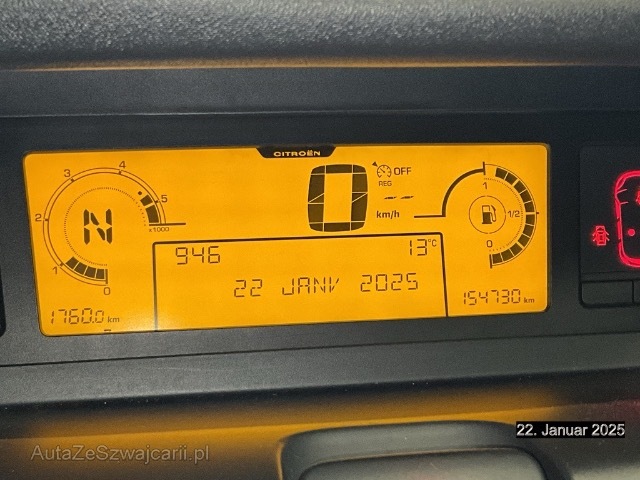 CITROËN
4
3
5
2
x1000
N
1
0
1760.0 km
0
REG
OFF
km/h
--
946
13°C
22 JANV 2025
1
1/2
0
154730 km
22. Januar 2025
AutaZeSzwajcarii.pl